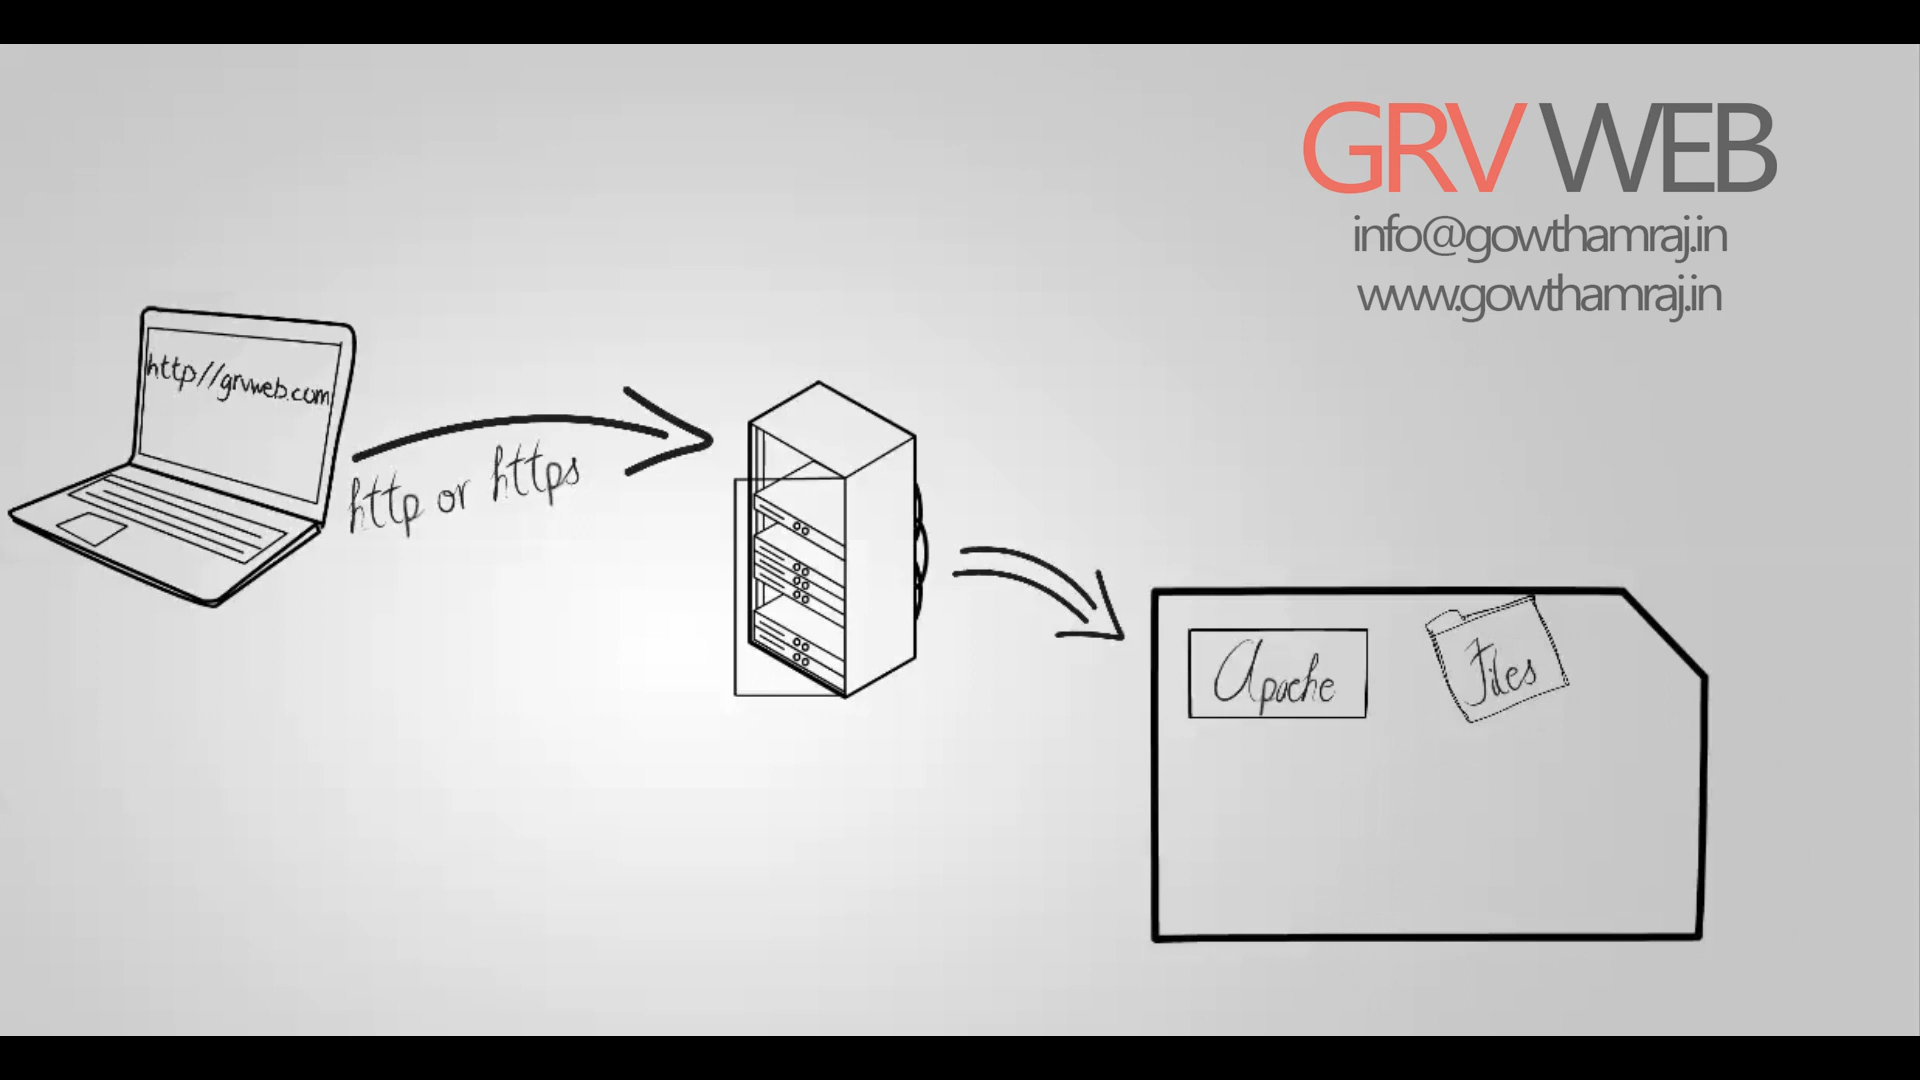 GRV WEB
info@gowthamraj.in
www.gowthamraj.in
http//grvweb.com
http or https
Apache
Files